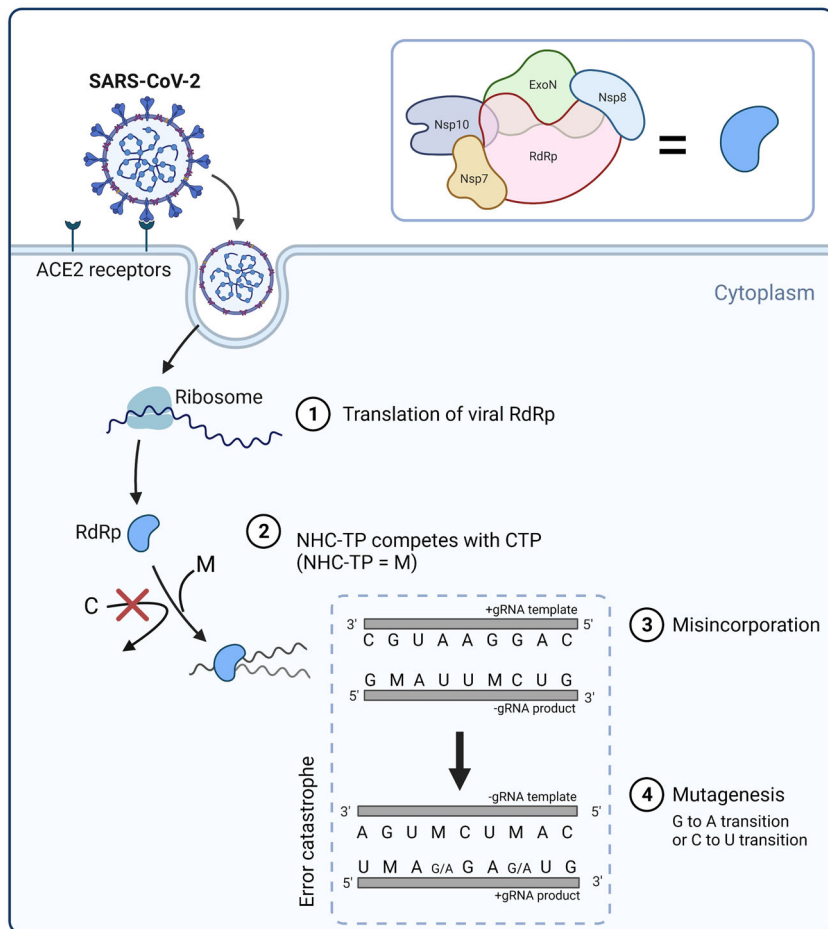 SARS-CoV-2
ExoN
Nsp8
Nsp10
RdRp
Nsp7
=
ACE2 receptors
Cytoplasm
Ribosome
1 Translation of viral RdRp
RdRp
2 NHC-TP competes with CTP
(NHC-TP = M)
M
C
+gRNA template
3' 5'
C G U A A G G A C
G M A U U M C U G
5' 3'
-gRNA product
3 Misincorporation
Error catastrophe
-gRNA template
3' 5'
A G U M C U M A C
U M A G/A G A G/A U G
5' 3'
+gRNA product
4 Mutagenesis
G to A transition
or C to U transition